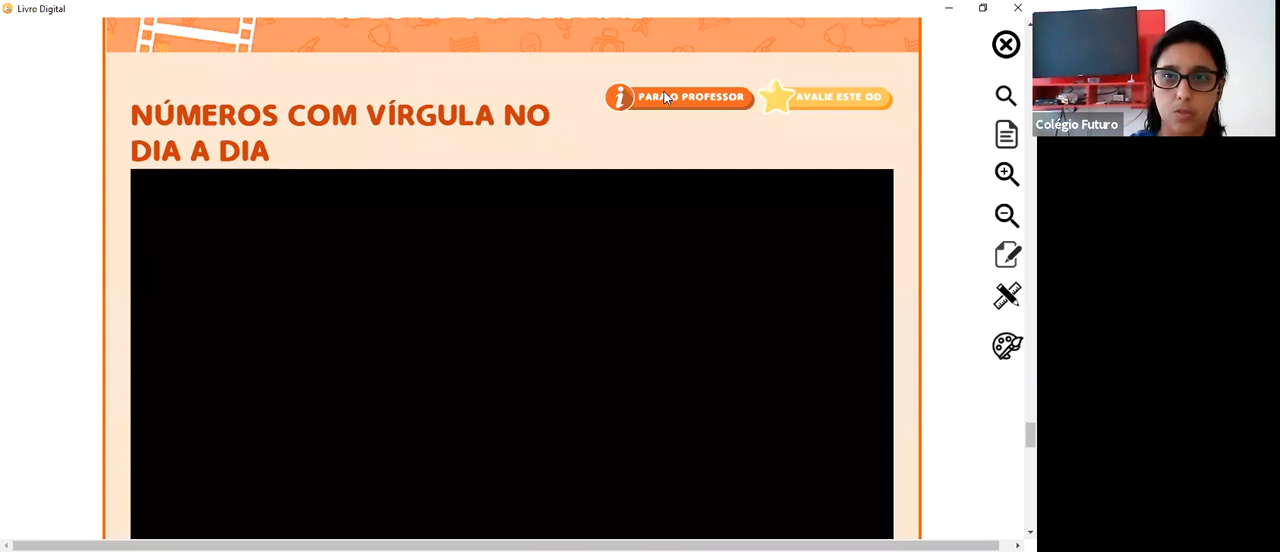 Livro Digital
PARA O PROFESSOR
AVALIE ESTE OD
NÚMEROS COM VÍRGULA NO
DIA A DIA
Colégio Futuro